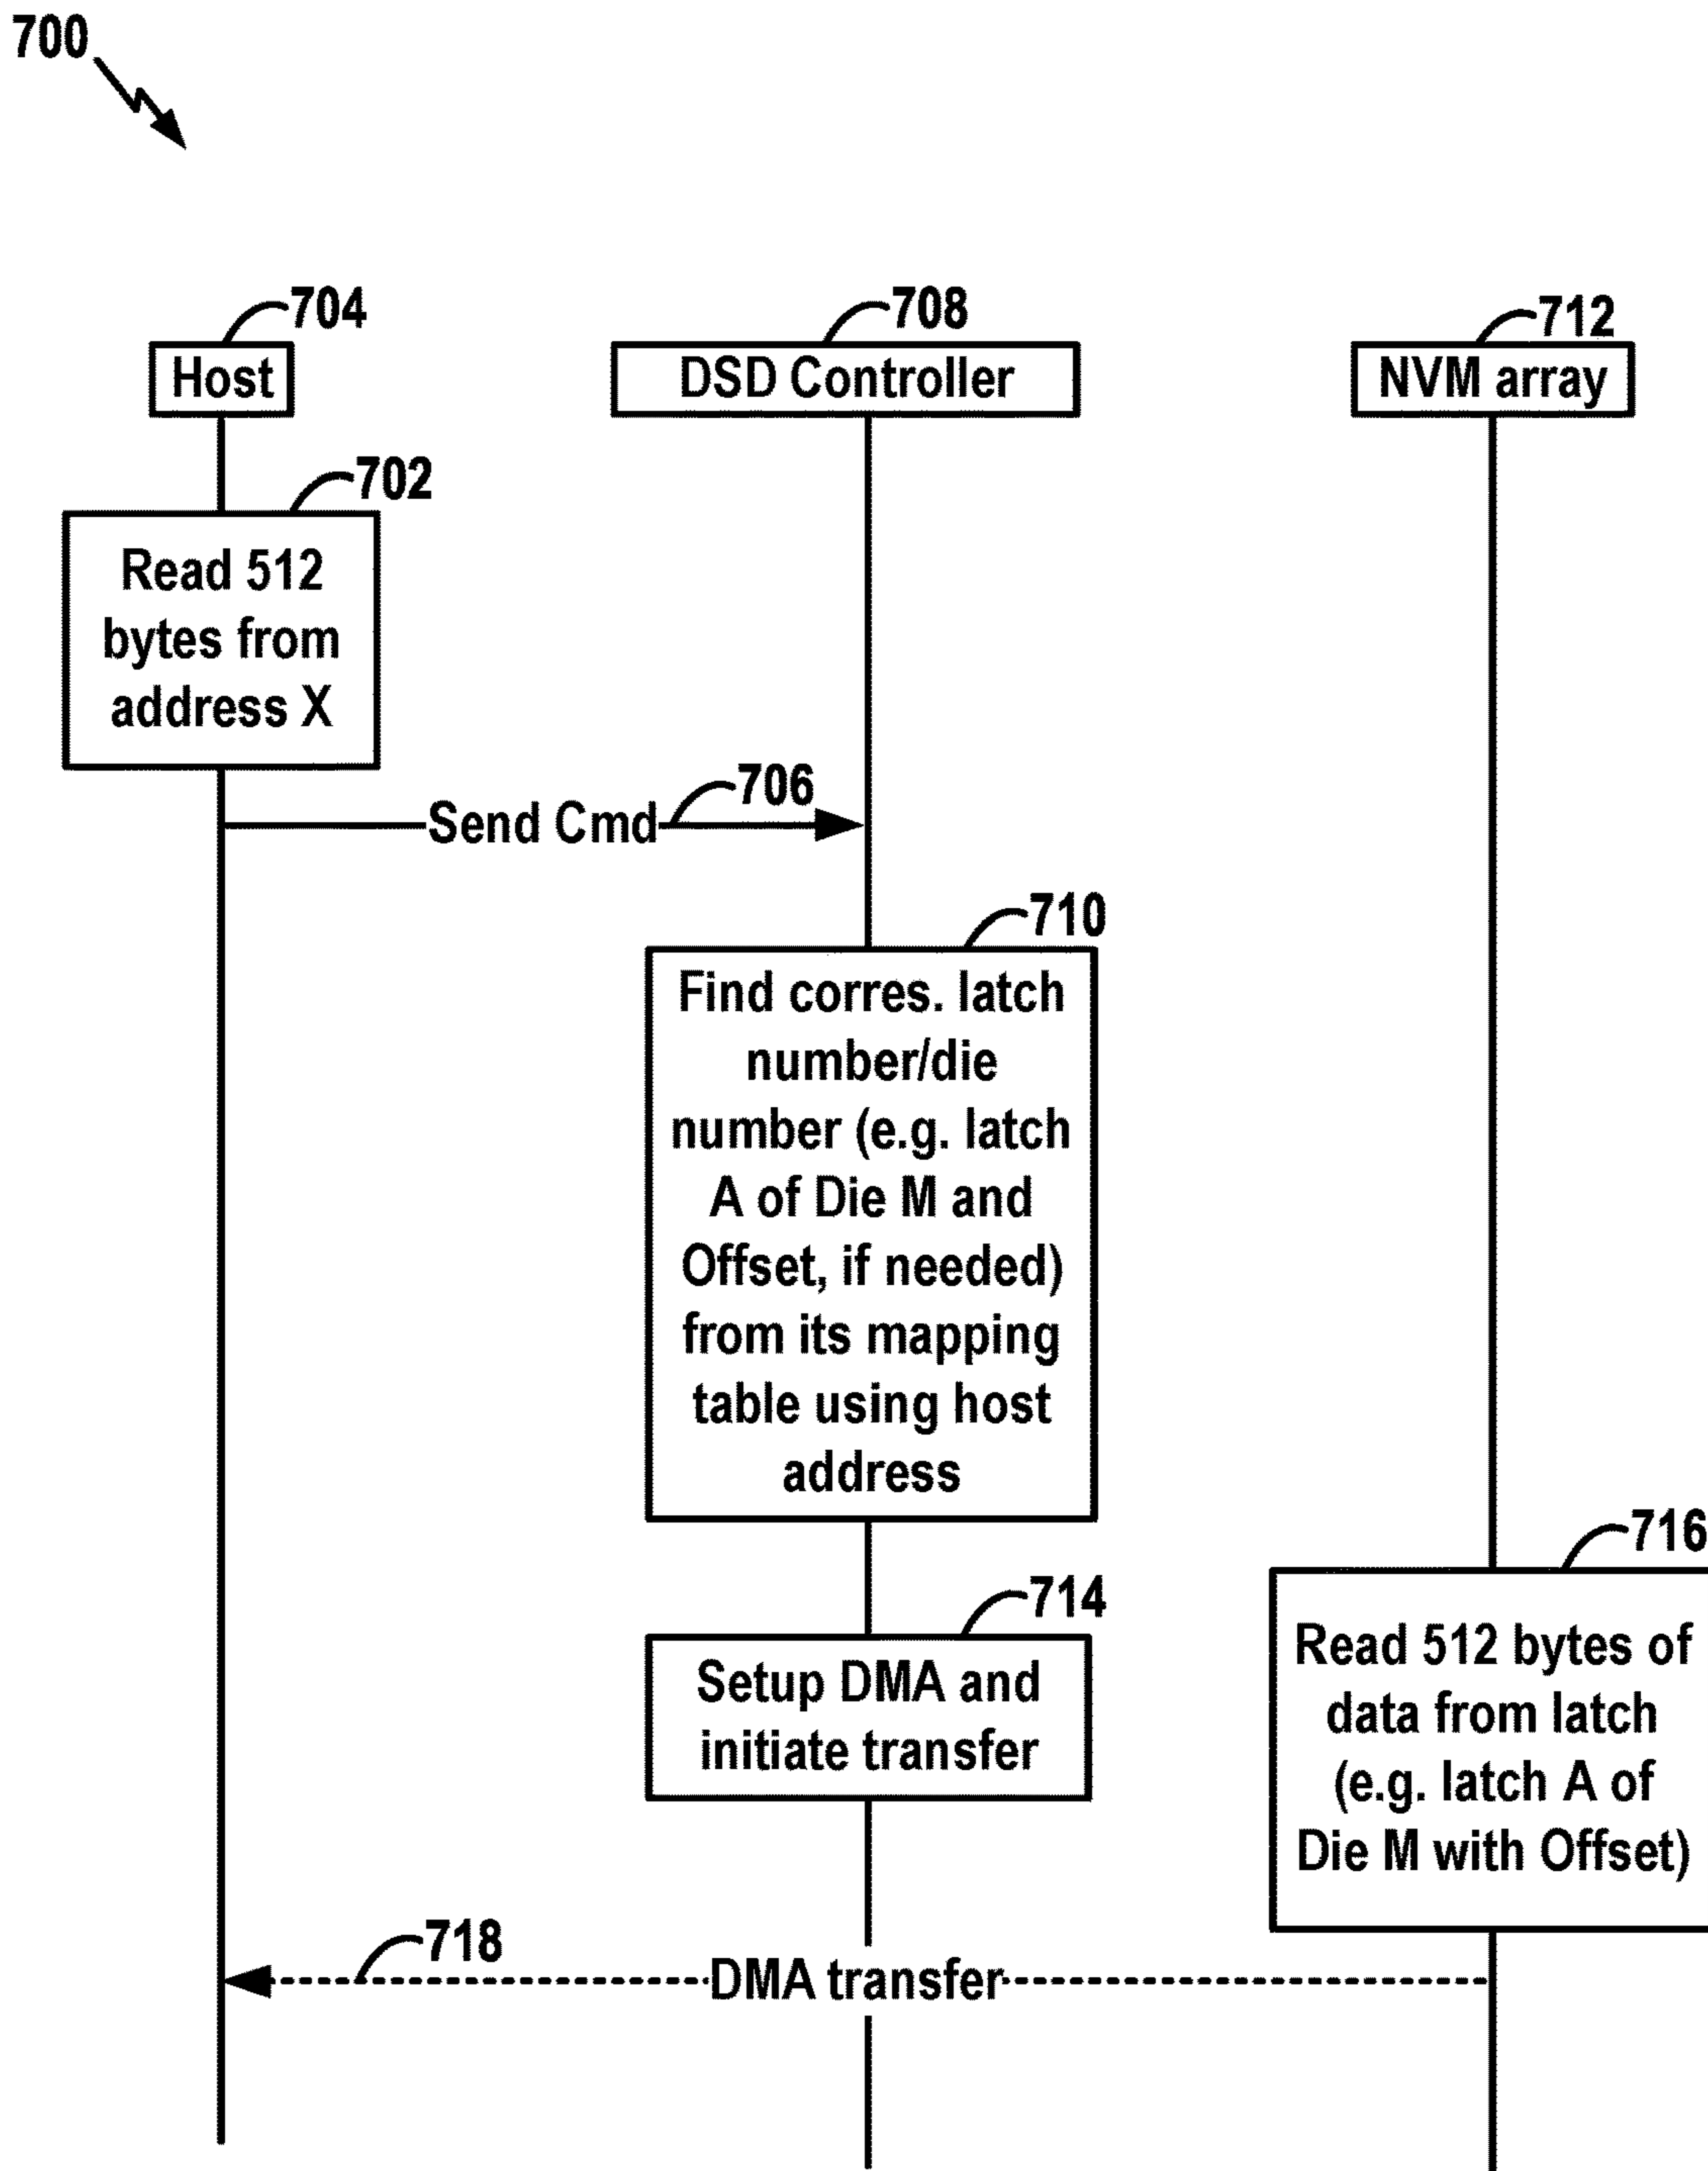 700
704
708
712
Host
DSD Controller
NVM array
702
Read 512
bytes from
address X
706
Send Cmd
710
Find corres. latch
number/die
number (e.g. latch
A of Die M and
Offset, if needed)
from its mapping
table using host
address
716
714
Setup DMA and
initiate transfer
Read 512 bytes of
data from latch
(e.g. latch A of
Die M with Offset)
718
DMA transfer